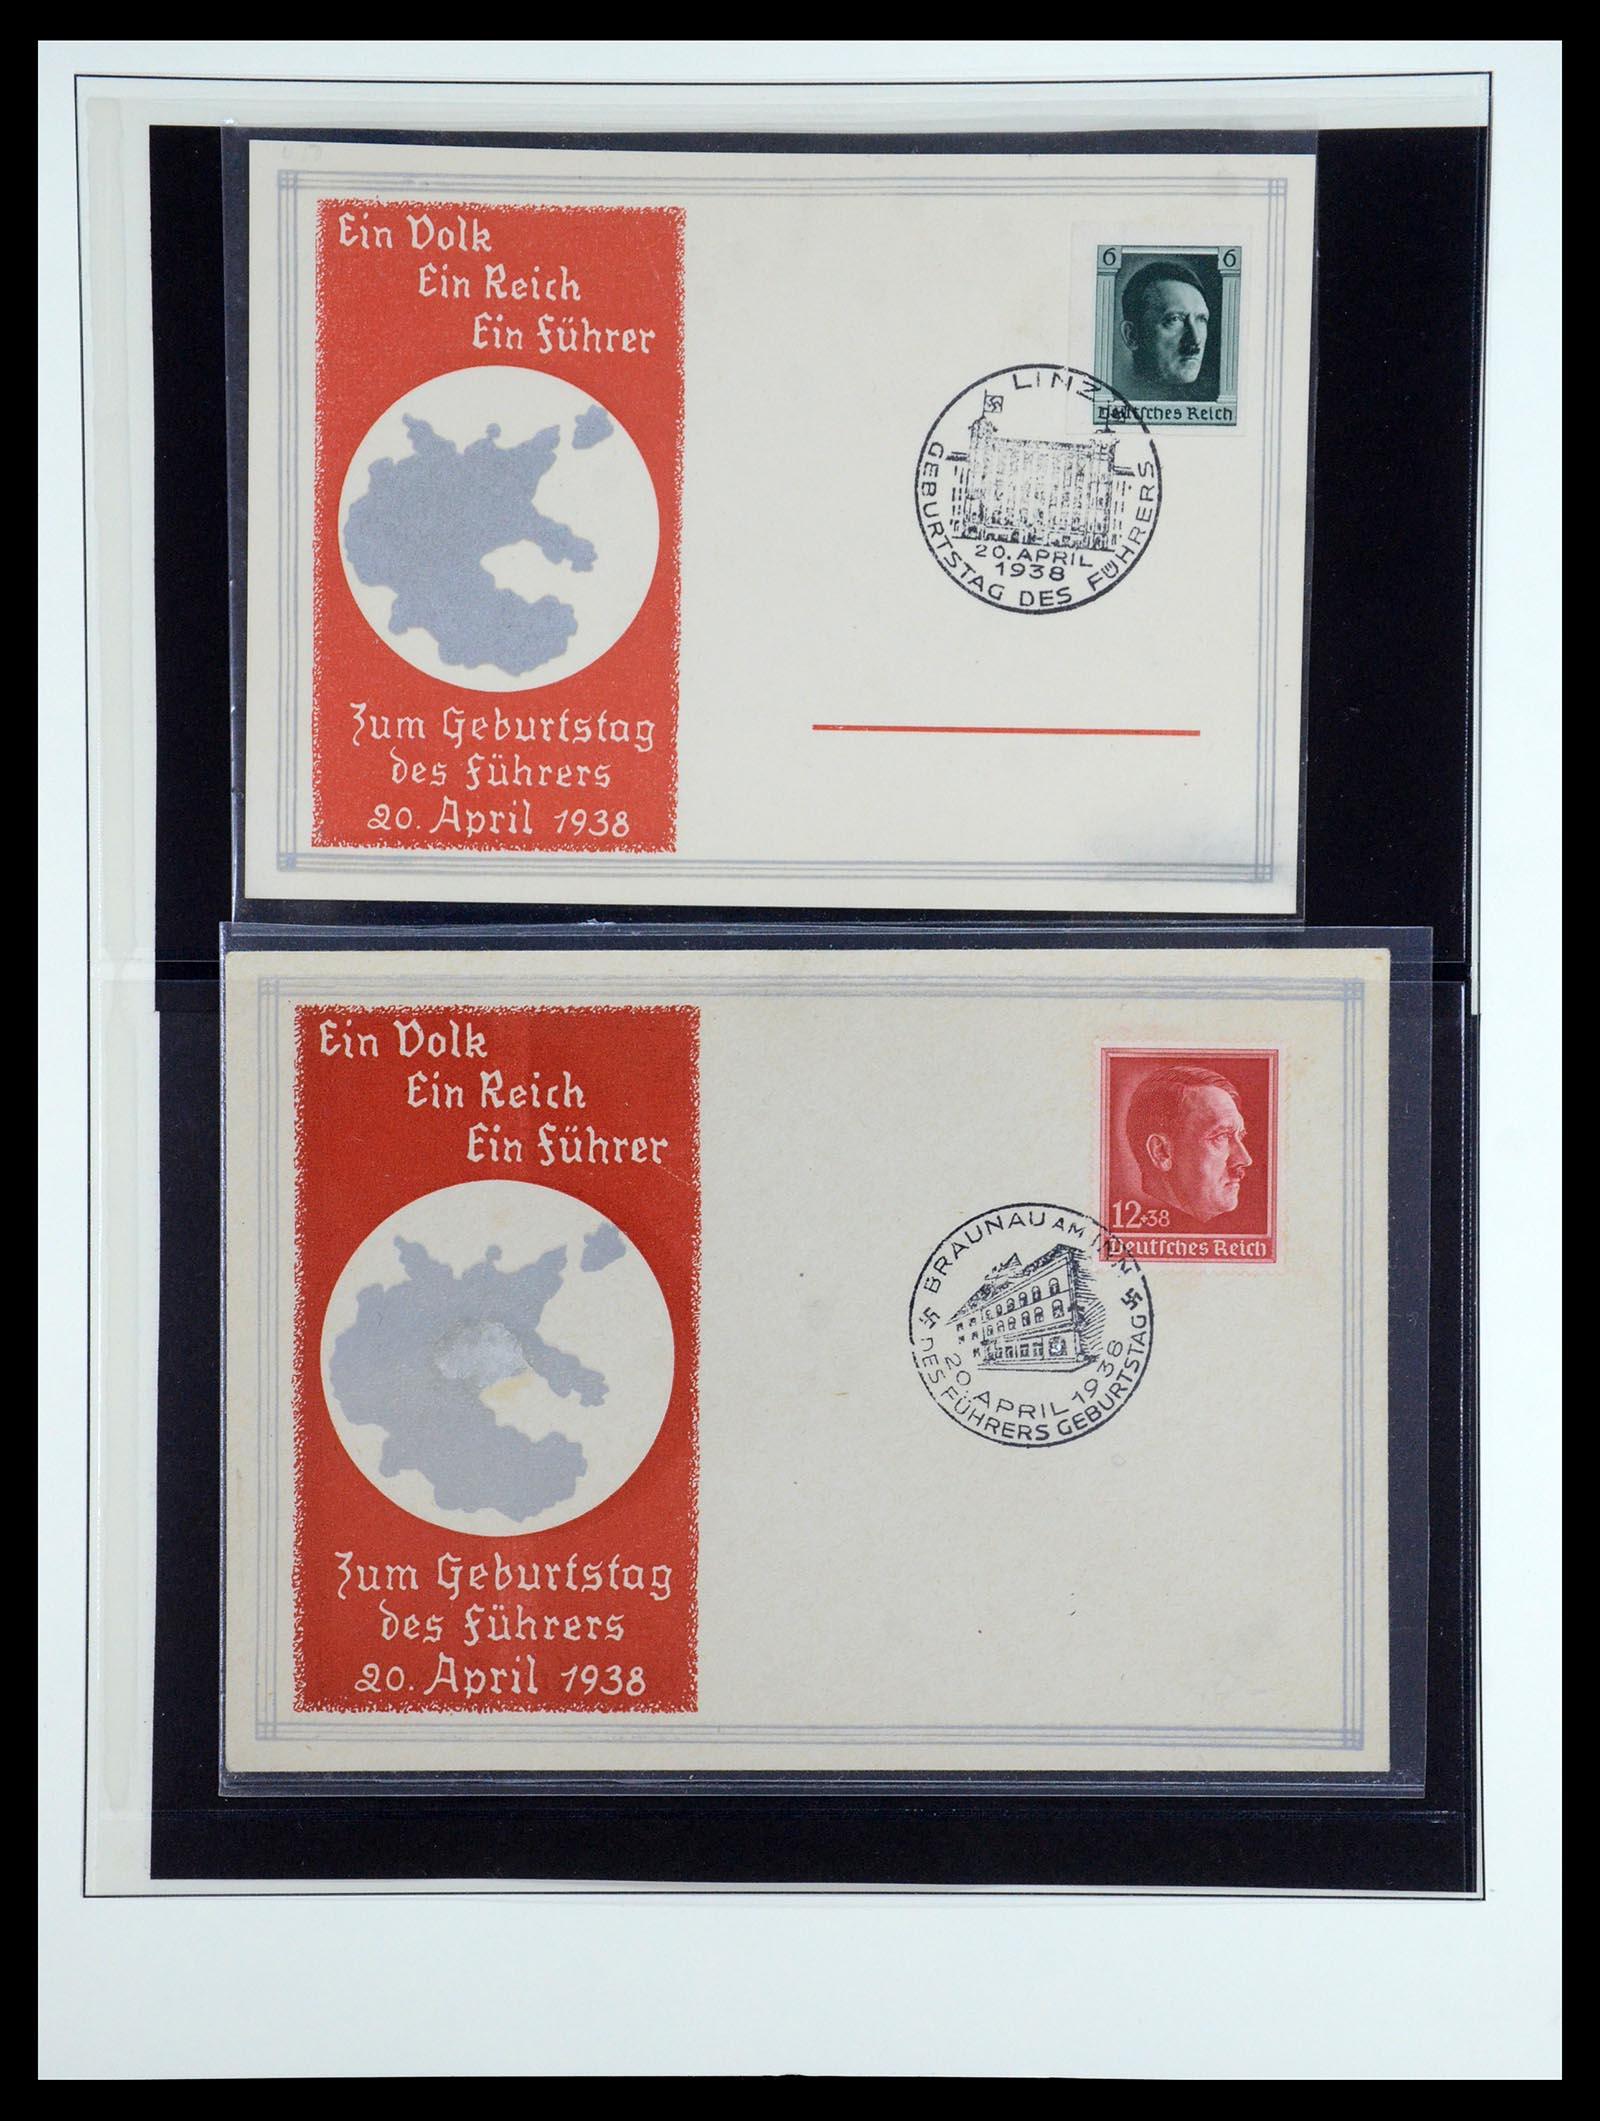 Ein Volk
Ein Reich
Ein Führer
Zum Geburtstag
des Führers
20. April 1938
6 6
Deutsches Reich
LINZ
20. APRIL
1938
GEBURTSTAG DES FÜHRERS
Ein Volk
Ein Reich
Ein Führer
Zum Geburtstag
des Führers
20. April 1938
12+38
Deutsches Reich
BRAUNAU AM INN
20. APRIL 1938
DES FÜHRERS GEBURTSTAG